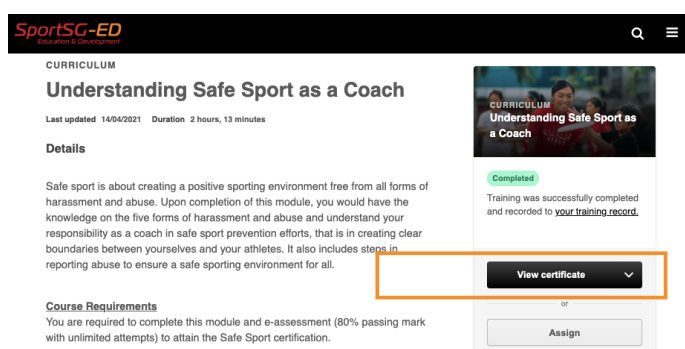 SportSG-ED
Education & Development
CURRICULUM
Understanding Safe Sport as a Coach
Last updated 14/04/2021 Duration 2 hours, 13 minutes
Details
Safe sport is about creating a positive sporting environment free from all forms of
harassment and abuse. Upon completion of this module, you would have the
knowledge on the five forms of harassment and abuse and understand your
responsibility as a coach in safe sport prevention efforts, that is in creating clear
boundaries between yourselves and your athletes. It also includes steps in
reporting abuse to ensure a safe sporting environment for all.
Course Requirements
You are required to complete this module and e-assessment (80% passing mark
with unlimited attempts) to attain the Safe Sport certification.
CURRICULUM
Understanding Safe Sport as
a Coach
Completed
Training was successfully completed
and recorded to your training record.
View certificate
or
Assign